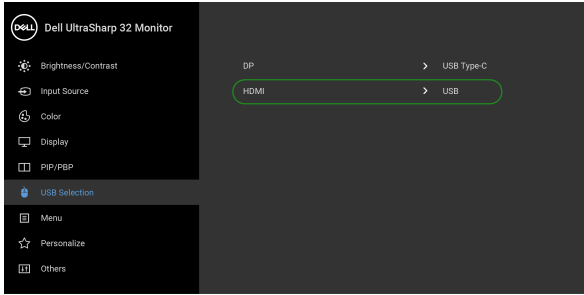 DELL Dell UltraSharp 32 Monitor
Brightness/Contrast
DP > USB Type-C
Input Source
HDMI > USB
Color
Display
PIP/PBP
USB Selection
Menu
Personalize
Others